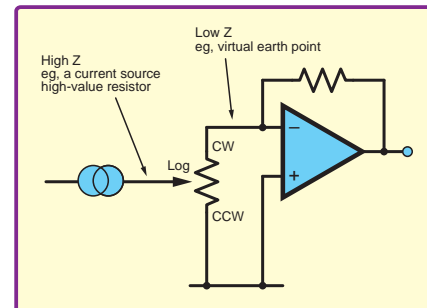 Low Z
eg, virtual earth point
High Z
eg, a current source
high-value resistor
Log
CW
CCW
–
+